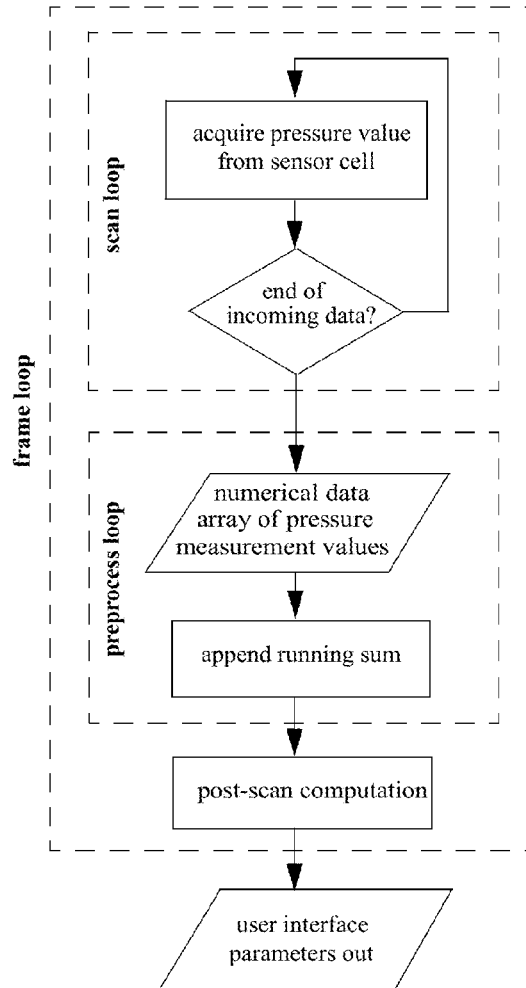 acquire pressure value
from sensor cell
scan loop
end of
incoming data?
frame loop
numerical data
array of pressure
measurement values
preprocess loop
append running sum
post-scan computation
user interface
parameters out